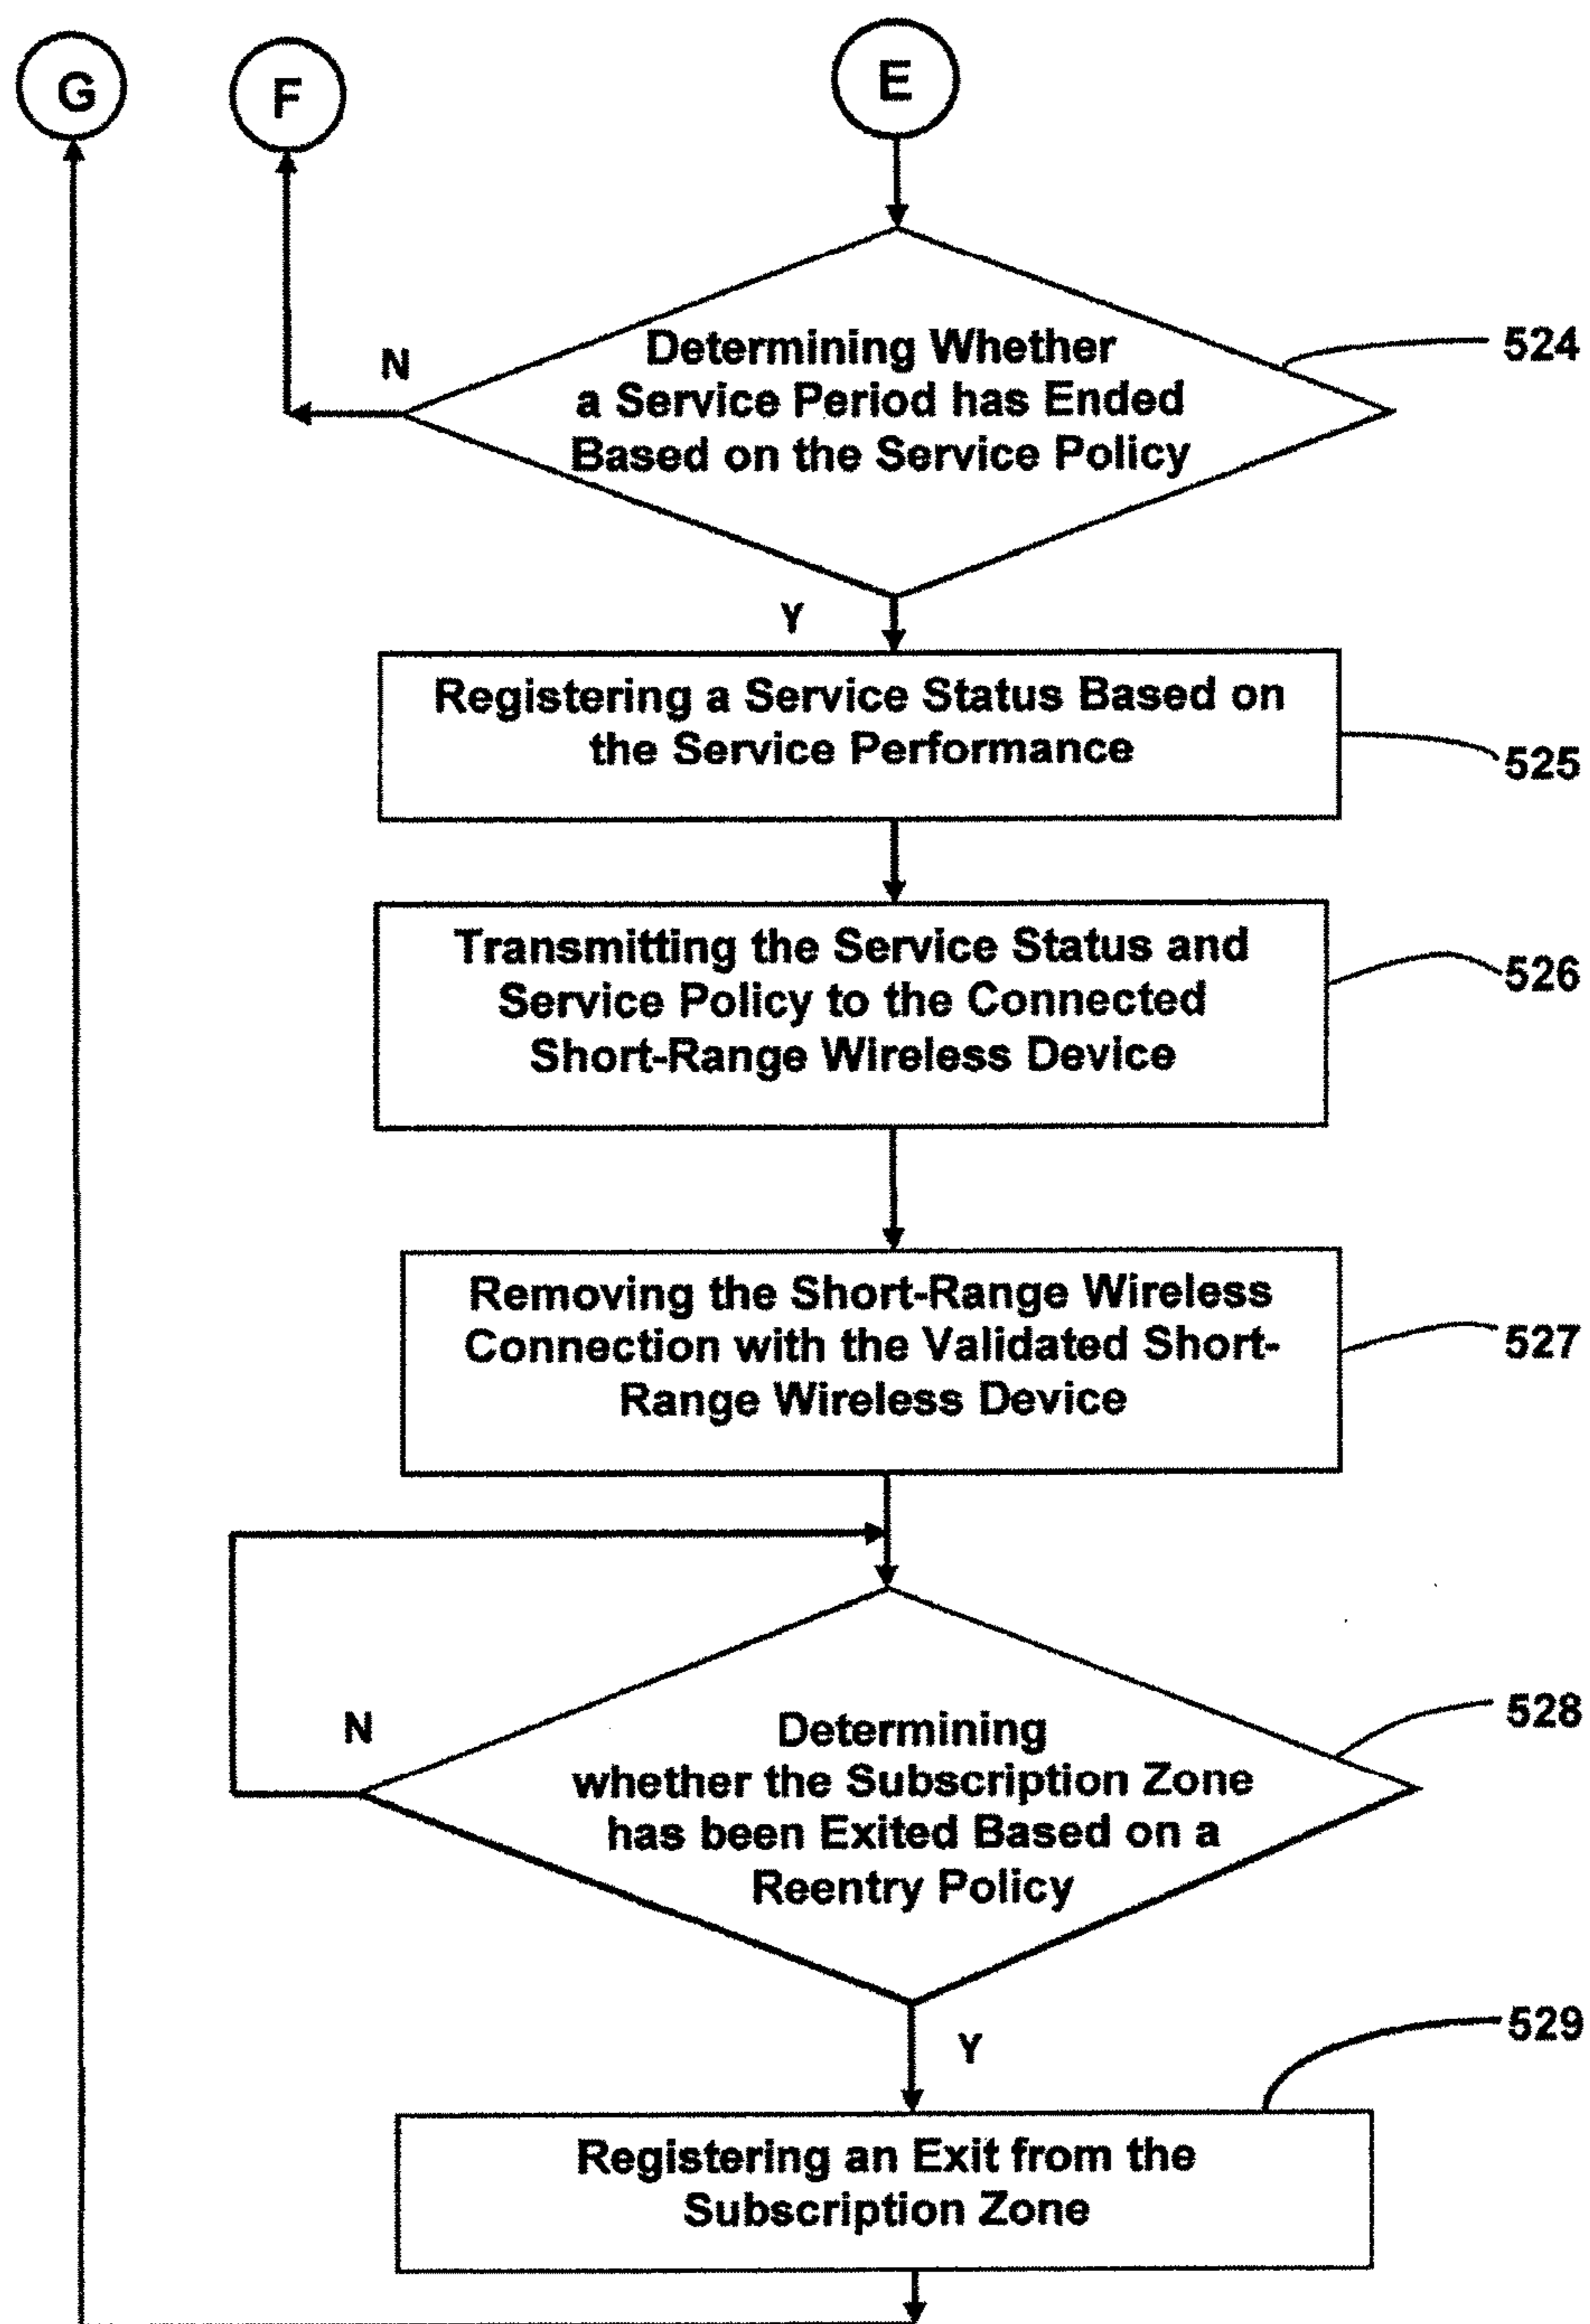 G
F
E
Determining Whether
a Service Period has Ended
Based on the Service Policy
524
N
Y
Registering a Service Status Based on
the Service Performance
525
Transmitting the Service Status and
Service Policy to the Connected
Short-Range Wireless Device
526
Removing the Short-Range Wireless
Connection with the Validated Short-
Range Wireless Device
527
N
Determining
whether the Subscription Zone
has been Exited Based on a
Reentry Policy
528
Y
529
Registering an Exit from the
Subscription Zone